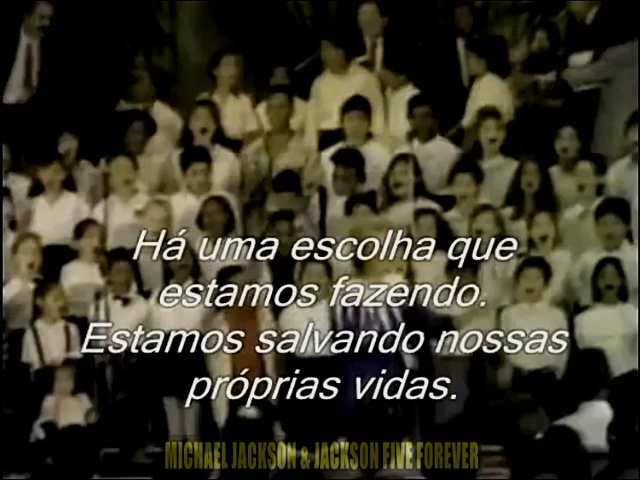 Há uma escolha que
estamos fazendo.
Estamos salvando nossas
próprias vidas.
MICHAEL JACKSON & JACKSON FIVE FOREVER